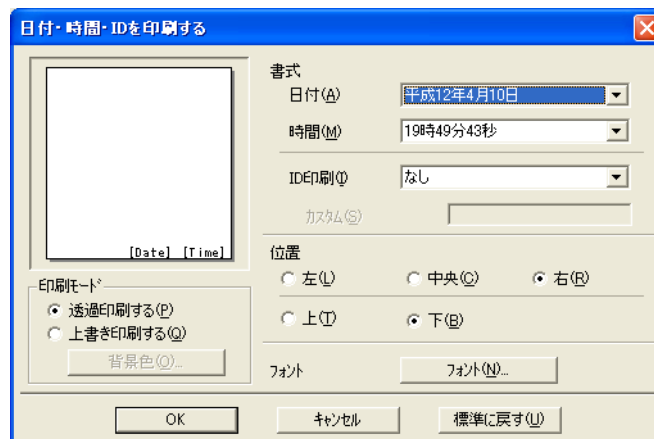 日付・時間・IDを印刷する
書式
日付(A) 平成12年4月10日
時間(M) 19時49分43秒
ID印刷(I) なし
カスタム(S)
[Date] [Time]
位置
左(L) 中央(C) 右(R)
上(T) 下(B)
印刷モード
透過印刷する(P)
上書き印刷する(Q)
背景色(O)...
フォント フォント(N)...
OK キャンセル 標準に戻す(U)